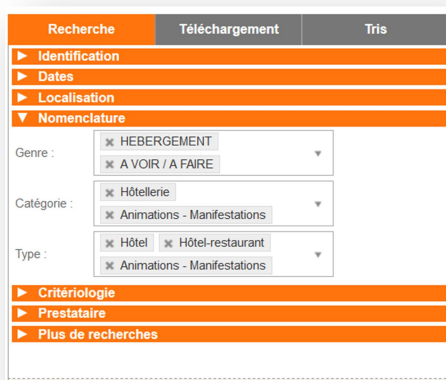 Recherche Téléchargement Tris
Identification
Dates
Localisation
Nomenclature
Genre :
HEBERGEMENT
A VOIR / A FAIRE
Catégorie :
Hôtellerie
Animations - Manifestations
Type :
Hôtel Hôtel-restaurant
Animations - Manifestations
Critériologie
Prestataire
Plus de recherches